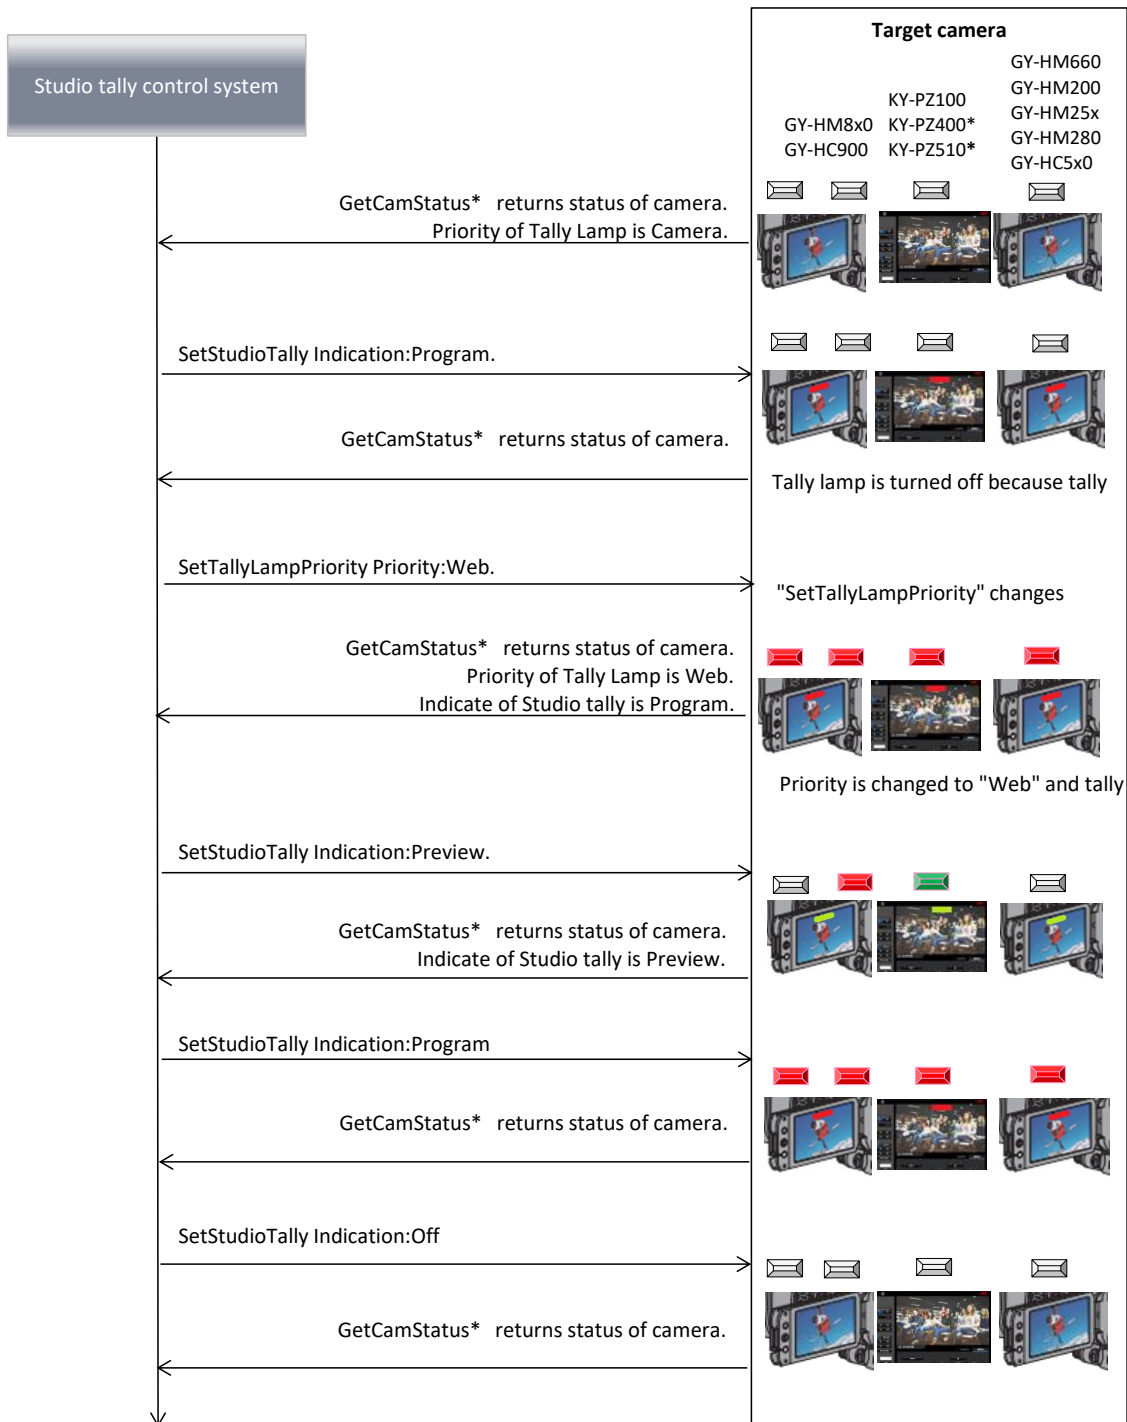 Target camera
Studio tally control system
GY-HM8x0
GY-HC900
KY-PZ100
KY-PZ400*
KY-PZ510*
GY-HM660
GY-HM200
GY-HM25x
GY-HM280
GY-HC5x0
GetCamStatus* returns status of camera.
Priority of Tally Lamp is Camera.
SetStudioTally Indication:Program.
GetCamStatus* returns status of camera.
Tally lamp is turned off because tally
SetTallyLampPriority Priority:Web.
"SetTallyLampPriority" changes
GetCamStatus* returns status of camera.
Priority of Tally Lamp is Web.
Indicate of Studio tally is Program.
Priority is changed to "Web" and tally
SetStudioTally Indication:Preview.
GetCamStatus* returns status of camera.
Indicate of Studio tally is Preview.
SetStudioTally Indication:Program
GetCamStatus* returns status of camera.
SetStudioTally Indication:Off
GetCamStatus* returns status of camera.